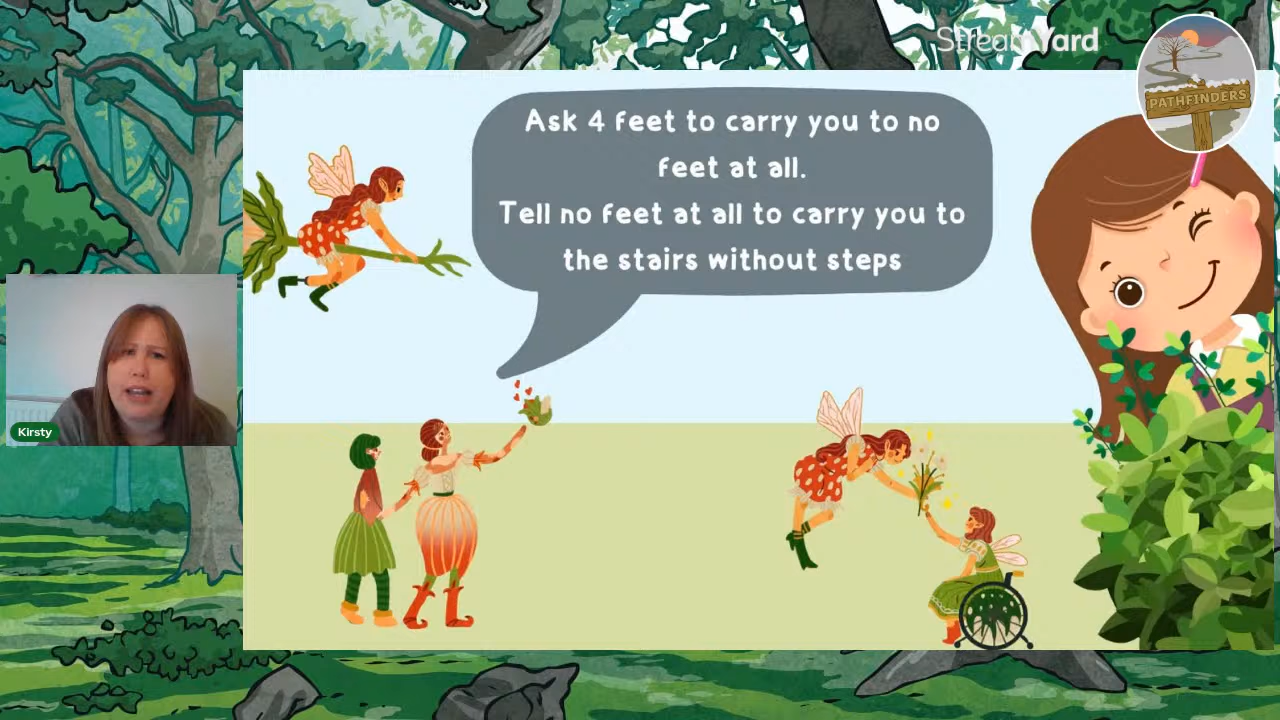 StreamYard
PATHFINDERS
Ask 4 feet to carry you to no
feet at all.
Tell no feet at all to carry you to
the stairs without steps
Kirsty